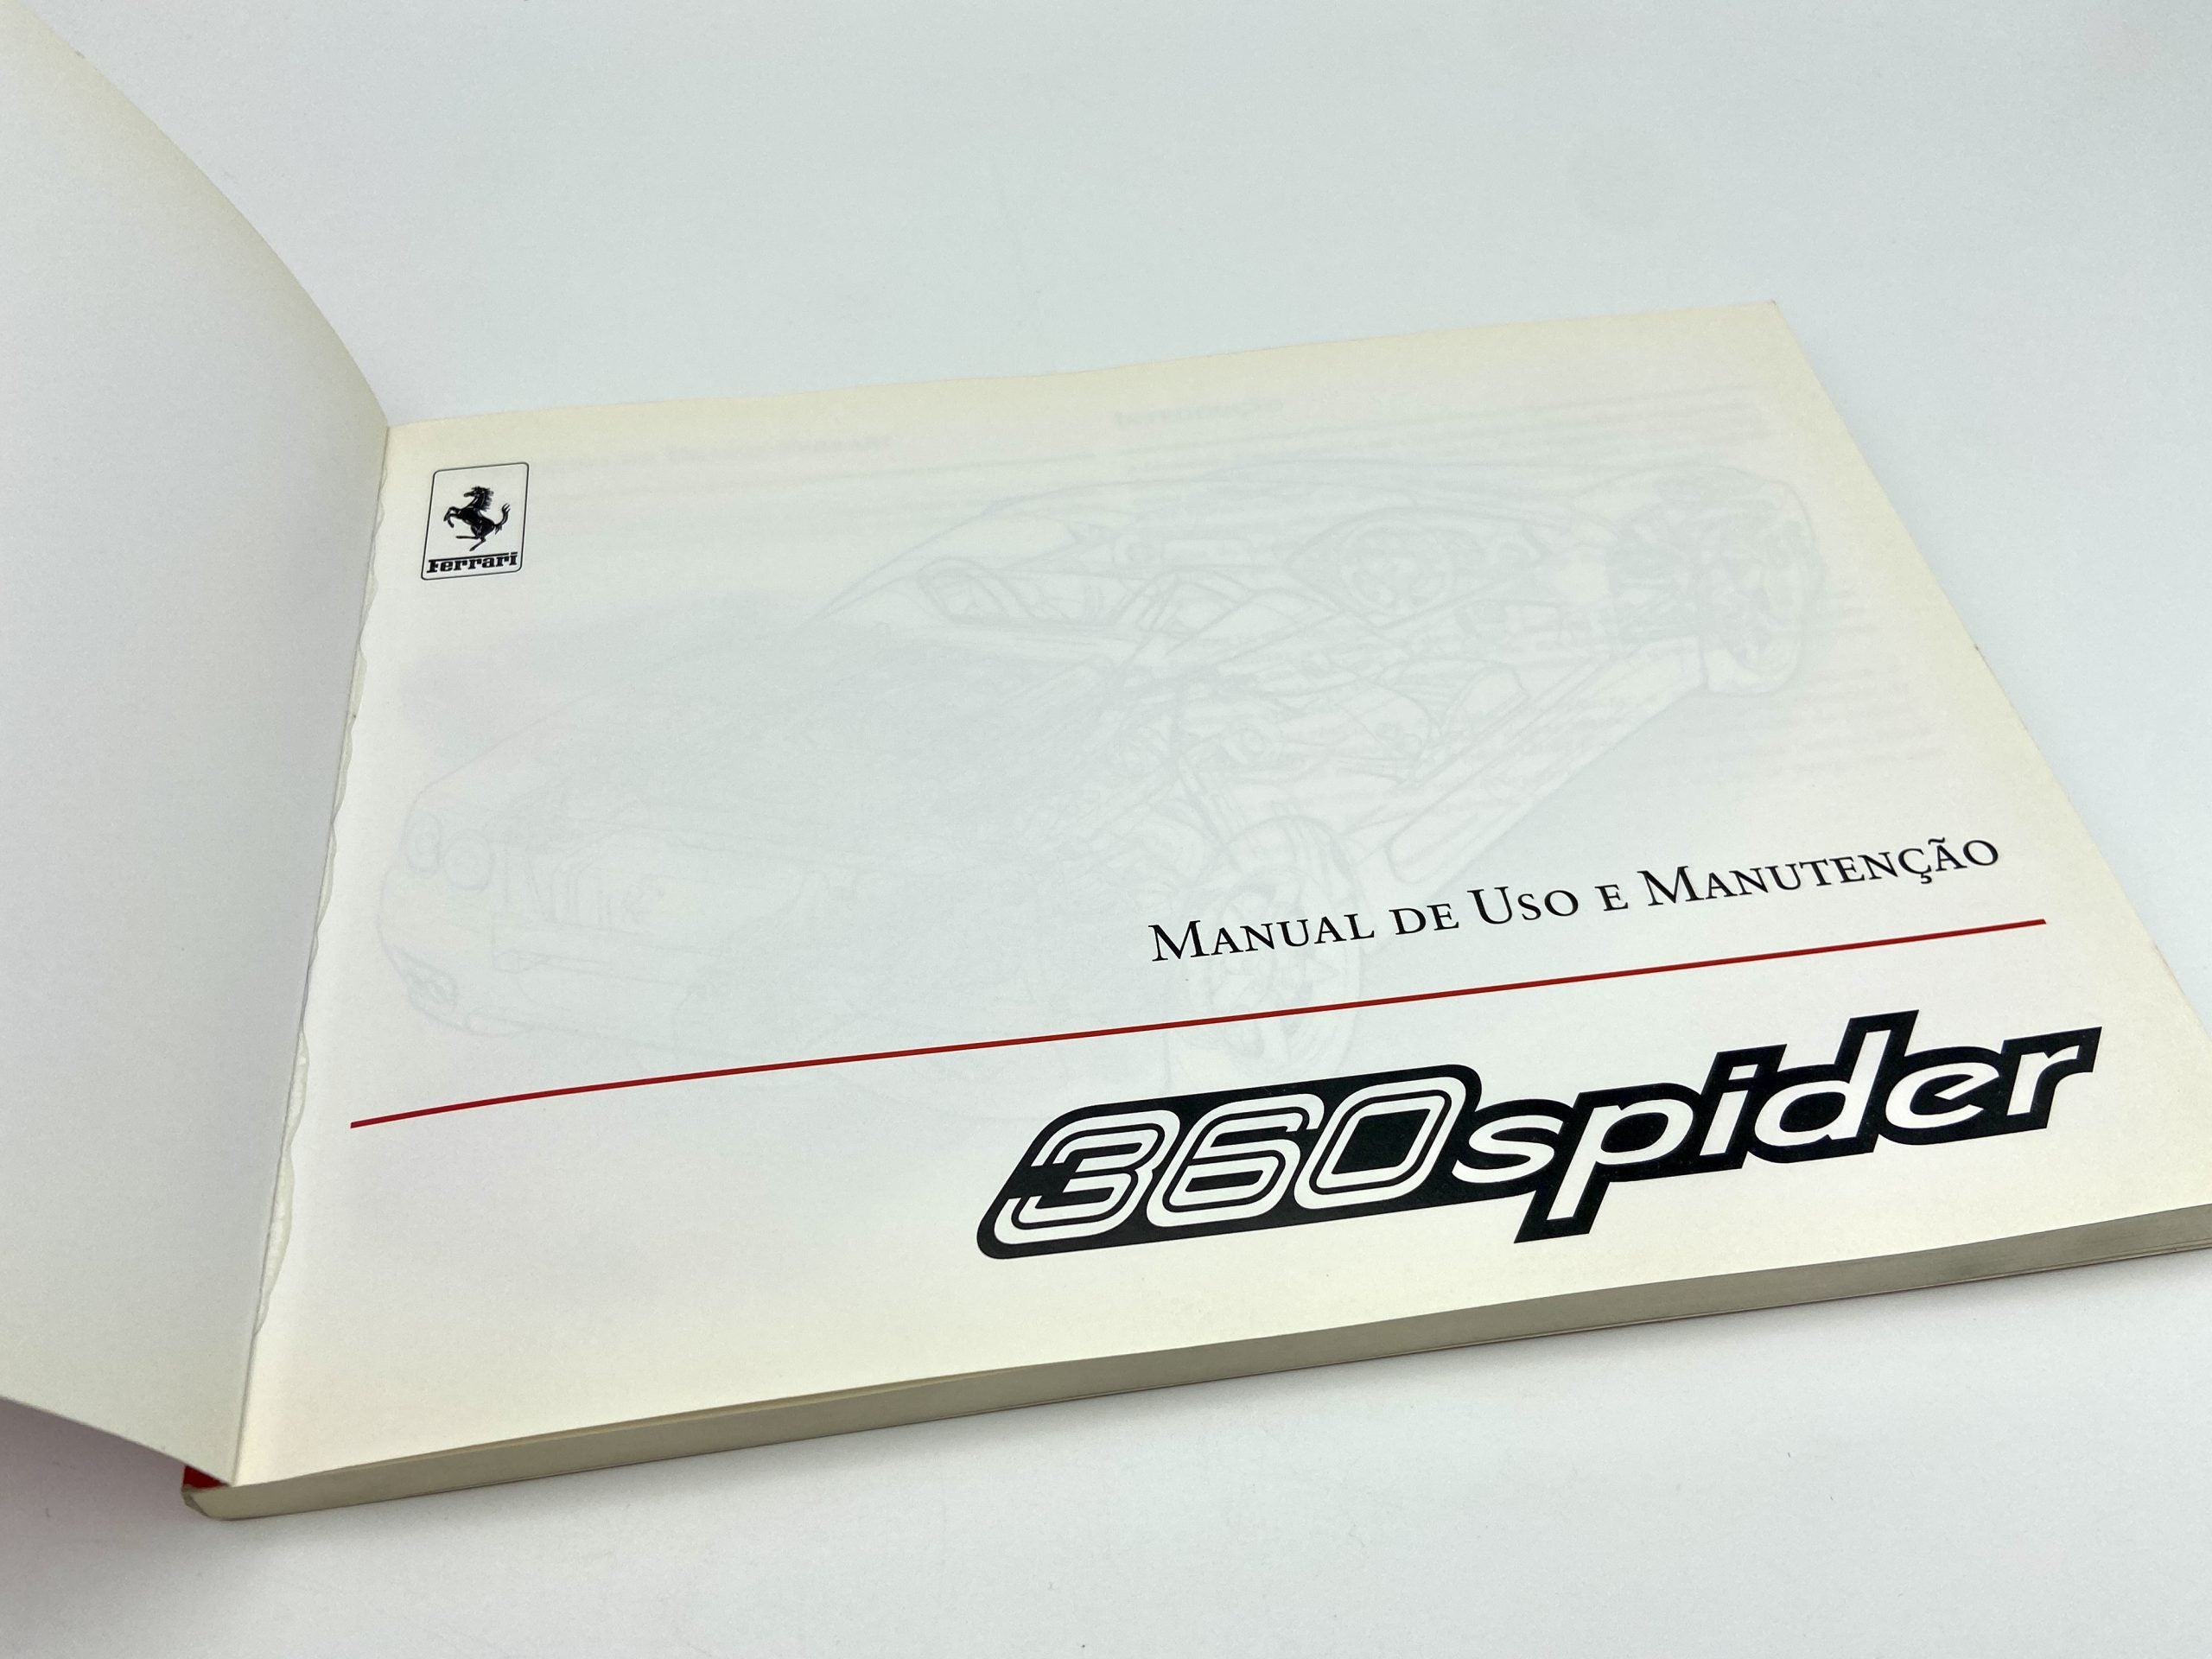 Ferrari
Manual de Uso e Manutenção
360spider